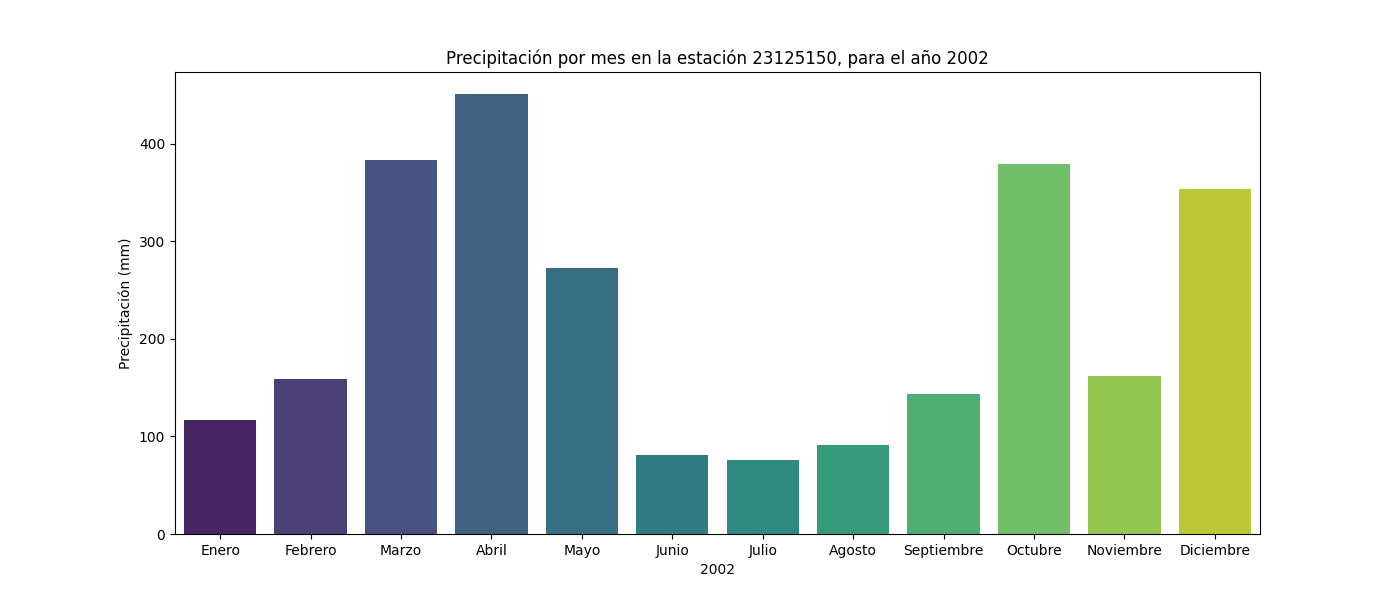 Precipitación por mes en la estación 23125150, para el año 2002
Precipitación (mm)
400
300
200
100
0
Enero Febrero Marzo Abril Mayo Junio Julio Agosto Septiembre Octubre Noviembre Diciembre
2002